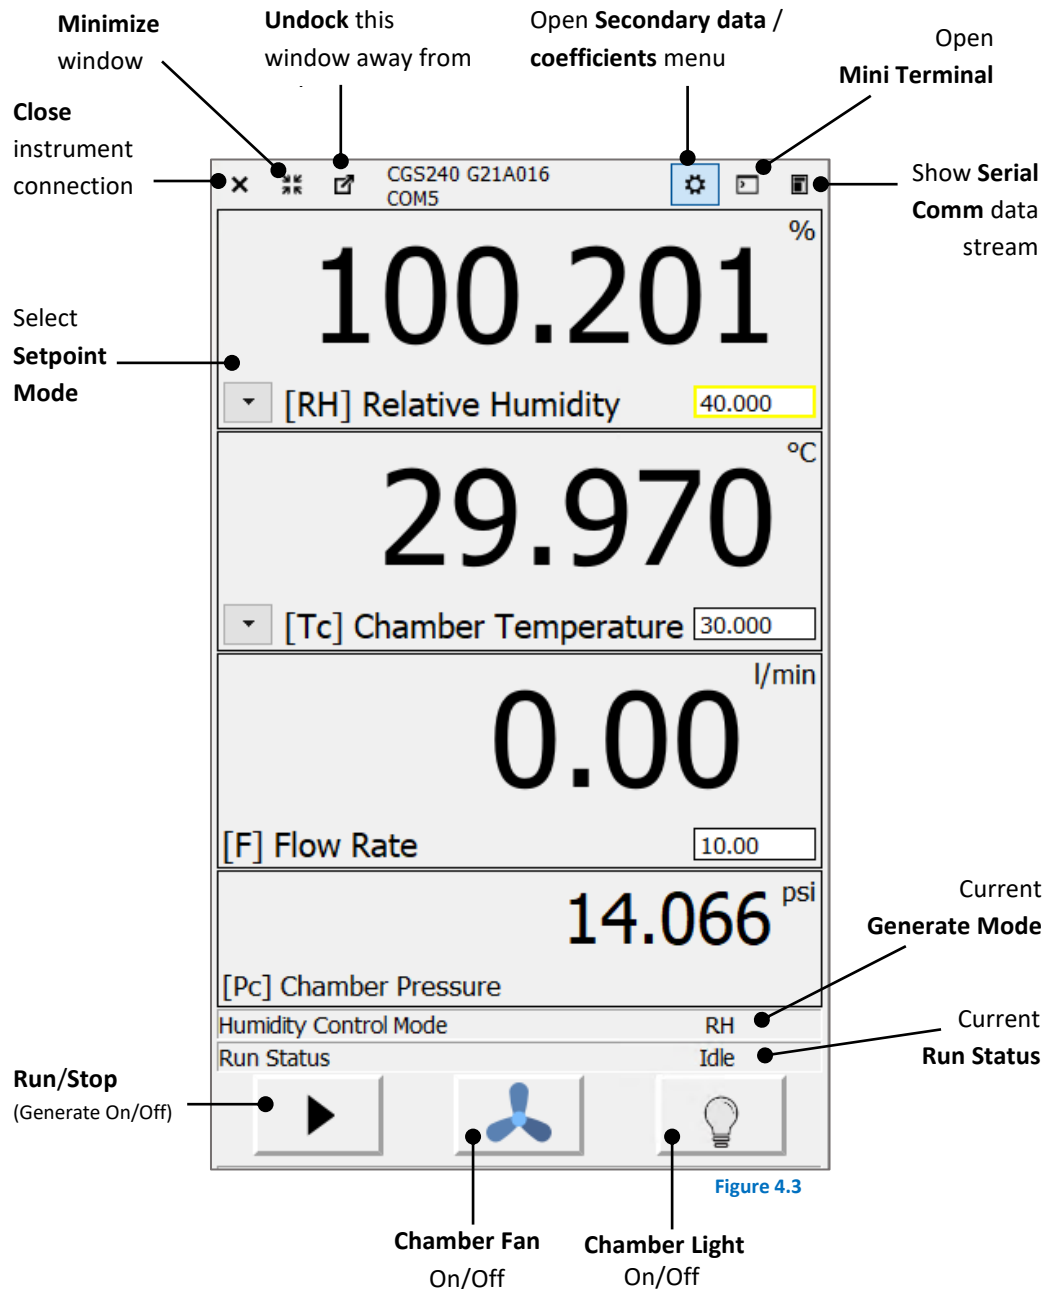 Minimize
window
Undock this
window away from
Open Secondary data /
coefficients menu
Open
Mini Terminal
Close
instrument
connection
CGS240 G21A016
COM5
Show Serial
Comm data
stream
%
100.201
Select
Setpoint
Mode
[RH] Relative Humidity 40.000
°C
29.970
[Tc] Chamber Temperature 30.000
l/min
0.00
[F] Flow Rate 10.00
psi
14.066
[Pc] Chamber Pressure
Current
Generate Mode
Humidity Control Mode RH
Run Status Idle
Current
Run Status
Run/Stop
(Generate On/Off)
Figure 4.3
Chamber Fan
On/Off
Chamber Light
On/Off